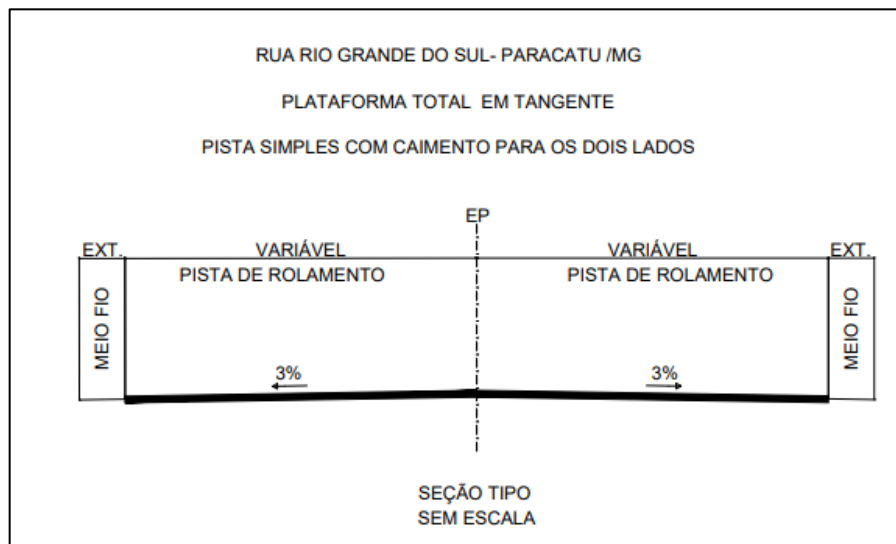 RUA RIO GRANDE DO SUL- PARACATU /MG
PLATAFORMA TOTAL EM TANGENTE
PISTA SIMPLES COM CAIMENTO PARA OS DOIS LADOS
EP
EXT. VARIÁVEL VARIÁVEL EXT.
PISTA DE ROLAMENTO PISTA DE ROLAMENTO
MEIO FIO MEIO FIO
3% 3%
SEÇÃO TIPO
SEM ESCALA